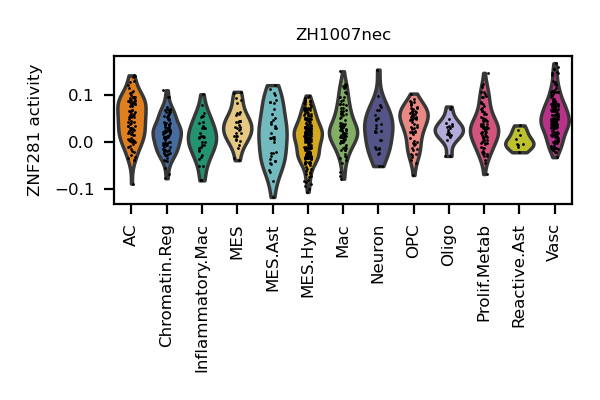 ZH1007nec
ZNF281 activity
0.1
0.0
−0.1
AC
Chromatin.Reg
Inflammatory.Mac
MES
MES.Ast
MES.Hyp
Mac
Neuron
OPC
Oligo
Prolif.Metab
Reactive.Ast
Vasc